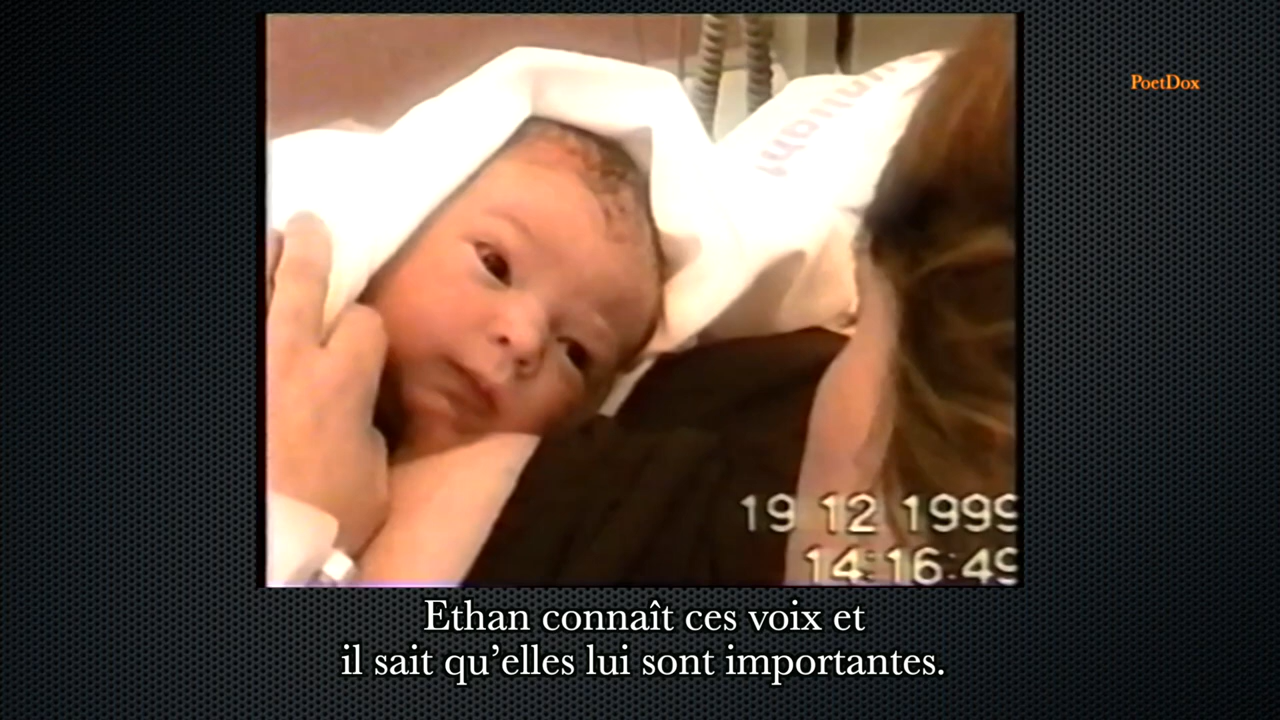 PoetDox
19 12 1999
14:16:49
Ethan connaît ces voix et
il sait qu’elles lui sont importantes.